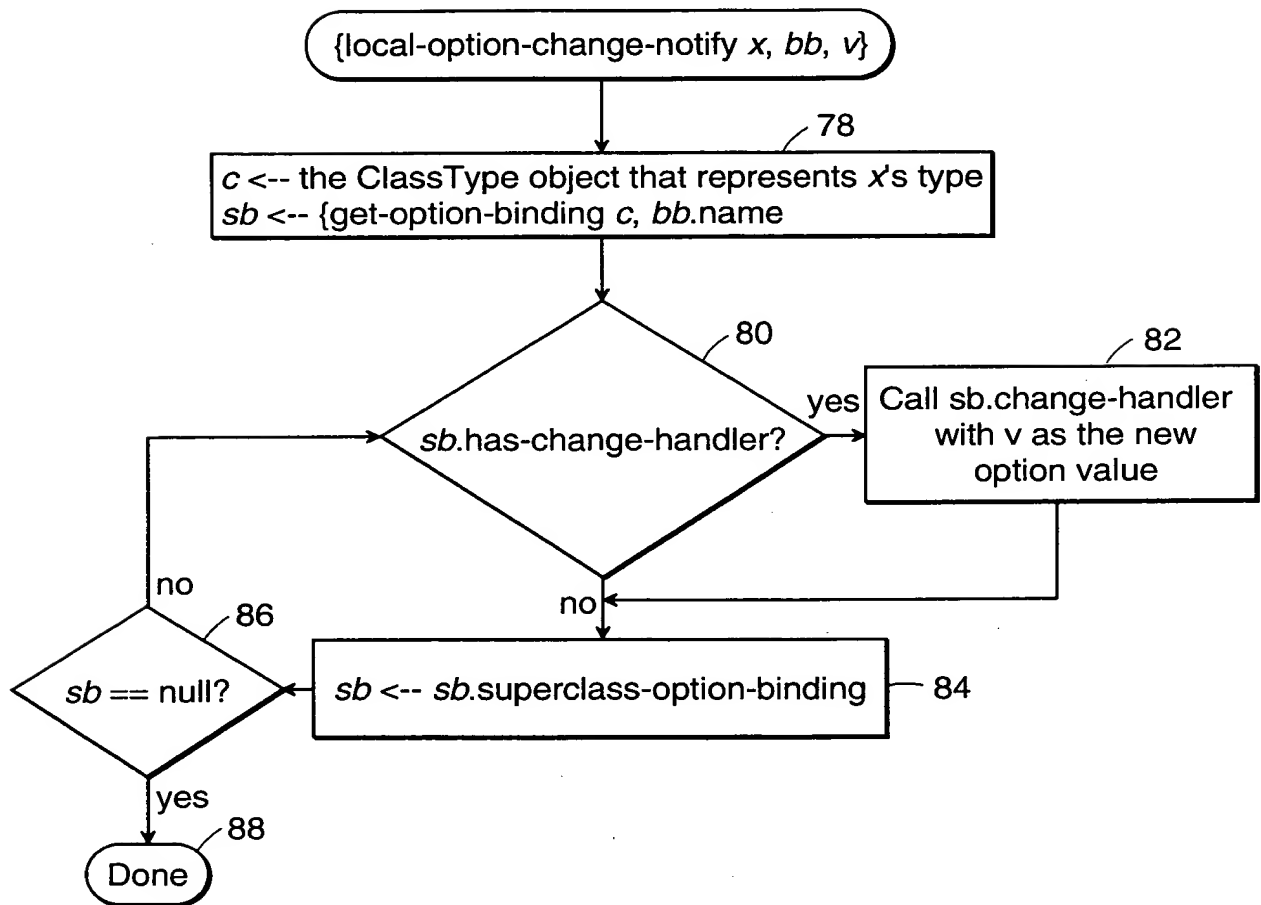 {local-option-change-notify x, bb, v}
78
c <-- the ClassType object that represents x's type
sb <-- {get-option-binding c, bb.name
80
sb.has-change-handler?
yes
82
Call sb.change-handler
with v as the new
option value
no
84
sb <-- sb.superclass-option-binding
86
sb == null?
no
yes
88
Done